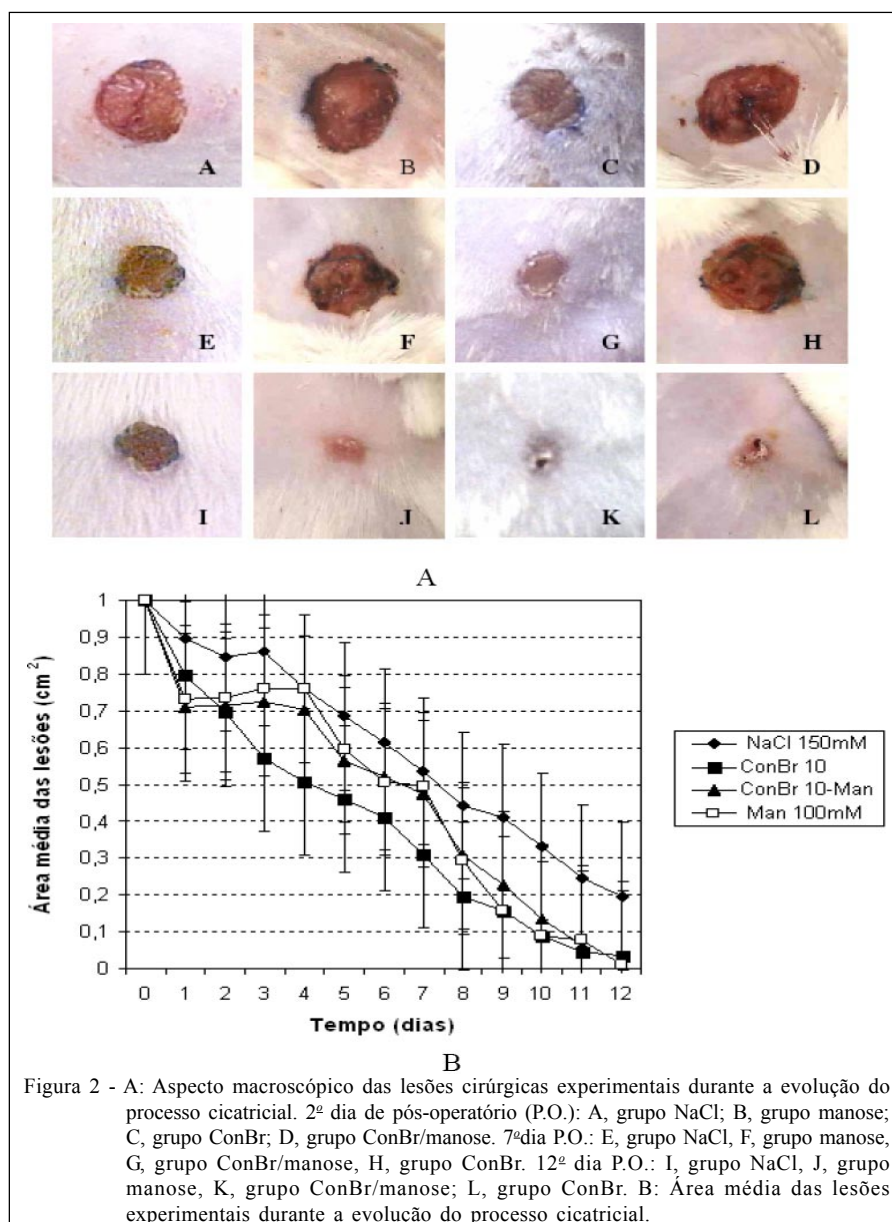 A B C D
E F G H
I J K L
A
1
0,9
0,8
0,7
0,6
0,5
0,4
0,3
0,2
0,1
0
Área média das lesões (cm²)
0 1 2 3 4 5 6 7 8 9 10 11 12
Tempo (dias)
NaCl 150mM
ConBr 10
ConBr 10-Man
Man 100mM
B
Figura 2 - A: Aspecto macroscópico das lesões cirúrgicas experimentais durante a evolução do
processo cicatricial. 2º dia de pós-operatório (P.O.): A, grupo NaCl; B, grupo manose;
C, grupo ConBr; D, grupo ConBr/manose. 7ºdia P.O.: E, grupo NaCl, F, grupo manose,
G, grupo ConBr/manose, H, grupo ConBr. 12º dia P.O.: I, grupo NaCl, J, grupo
manose, K, grupo ConBr/manose; L, grupo ConBr. B: Área média das lesões
experimentais durante a evolução do processo cicatricial.